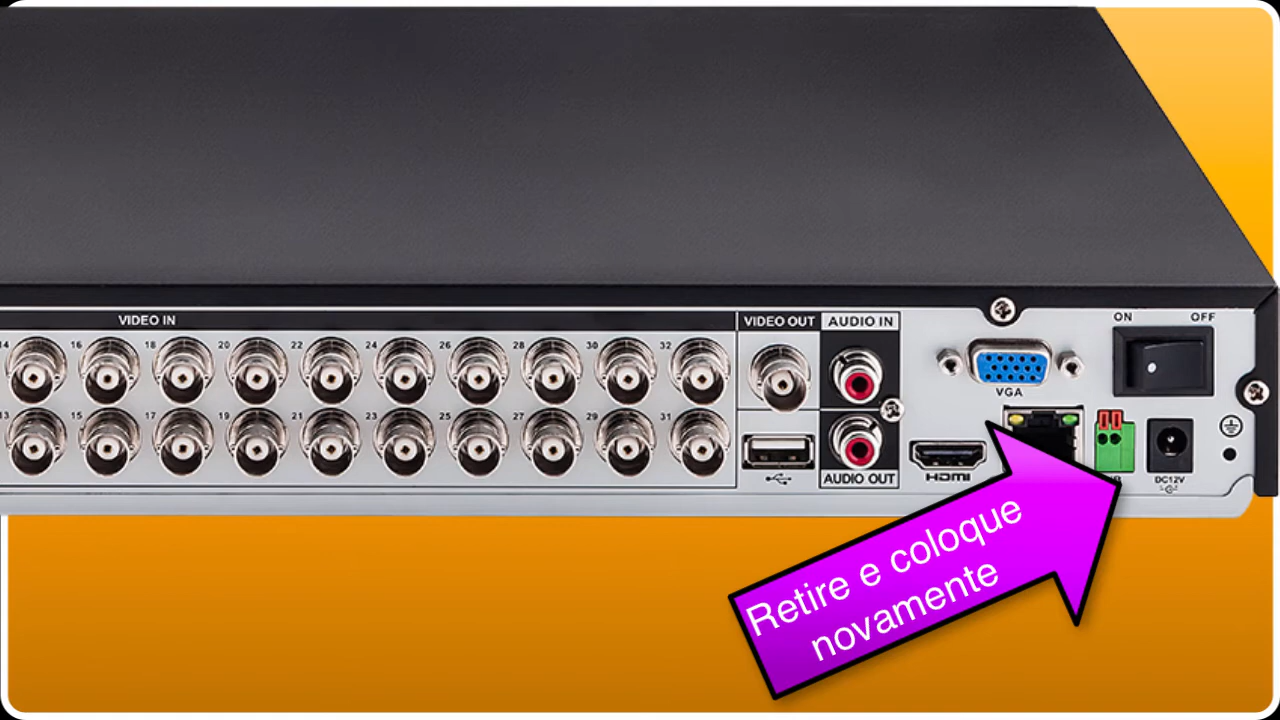 VIDEO IN
VIDEO OUT
AUDIO IN
ON
OFF
14
16
18
20
22
24
26
28
30
32
VGA
13
15
17
19
21
23
25
27
29
31
HDMI
AUDIO OUT
DC12V
Retire e coloque
novamente